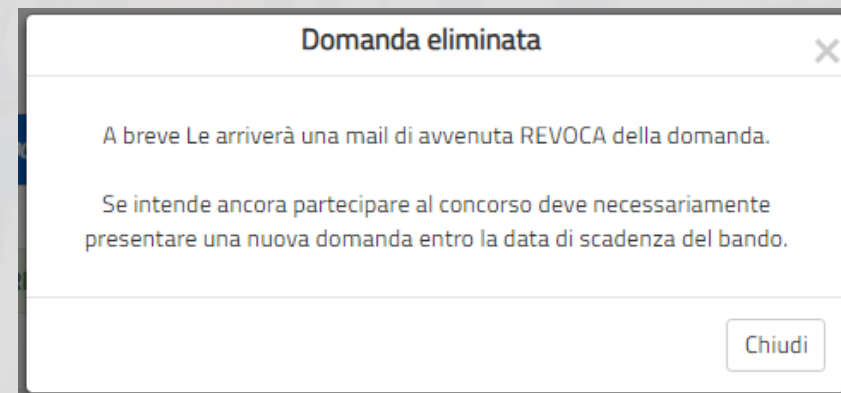 Domanda eliminata
A breve Le arriverà una mail di avvenuta REVOCA della domanda.
Se intende ancora partecipare al concorso deve necessariamente
presentare una nuova domanda entro la data di scadenza del bando.
Chiudi